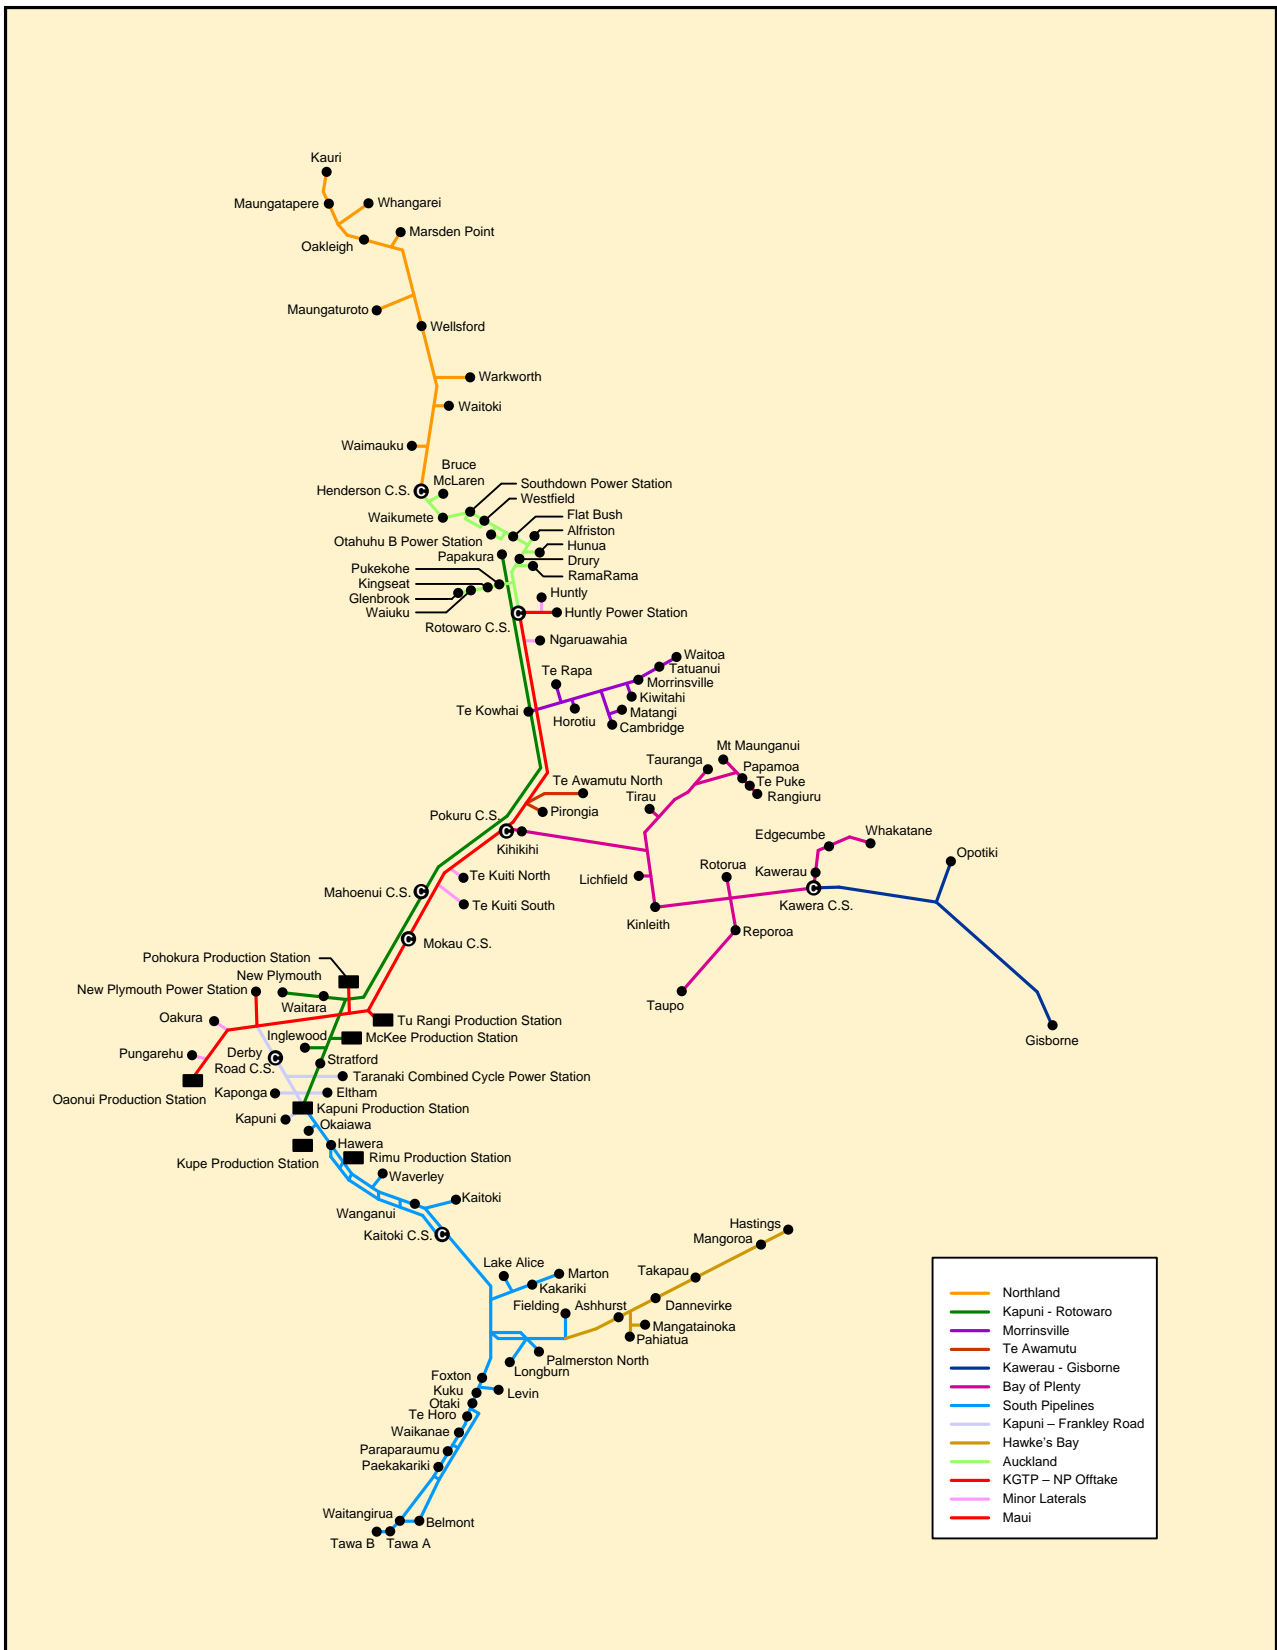 Kauri
Maungatapere
Whangarei
Marsden Point
Oakleigh
Maungaturoto
Wellsford
Warkworth
Waitoki
Waimauku
Bruce
McLaren
Henderson C.S.
Southdown Power Station
Westfield
Waikumete
Flat Bush
Alfriston
Otahuhu B Power Station
Hunua
Papakura
Drury
Pukekohe
RamaRama
Kingseat
Huntly
Glenbrook
Waiuku
Huntly Power Station
Rotowaro C.S.
Ngaruawahia
Waitoa
Tatuanui
Te Rapa
Morrinsville
Kiwitahi
Te Kowhai
Matangi
Horotiu
Cambridge
Mt Maunganui
Tauranga
Papamoa
Te Awamutu North
Te Puke
Tirau
Rangiuru
Pirongia
Pokuru C.S.
Edgecumbe
Whakatane
Kihikihi
Opotiki
Rotorua
Kawerau
Te Kuiti North
Lichfield
Mahoenui C.S.
Te Kuiti South
Kawera C.S.
Kinleith
Reporoa
Mokau C.S.
Pohokura Production Station
New Plymouth
New Plymouth Power Station
Taupo
Waitara
Oakura
Tu Rangi Production Station
Inglewood
McKee Production Station
Gisborne
Pungarehu
Derby
Road C.S.
Stratford
Taranaki Combined Cycle Power Station
Oaonui Production Station
Kaponga
Eltham
Kapuni Production Station
Kapuni
Okaiawa
Hawera
Kupe Production Station
Rimu Production Station
Waverley
Kaitoki
Wanganui
Kaitoki C.S.
Hastings
Mangoroa
Lake Alice
Marton
Takapau
Kakariki
Fielding
Ashhurst
Dannevirke
Mangatainoka
Pahiatua
Palmerston North
Longburn
Foxton
Kuku
Levin
Otaki
Te Horo
Waikanae
Paraparaumu
Paekakariki
Waitangirua
Belmont
Tawa B
Tawa A
Northland
Kapuni - Rotowaro
Morrinsville
Te Awamutu
Kawerau - Gisborne
Bay of Plenty
South Pipelines
Kapuni – Frankley Road
Hawke's Bay
Auckland
KGTP – NP Offtake
Minor Laterals
Maui
C
C
C
C
C
C
C
C